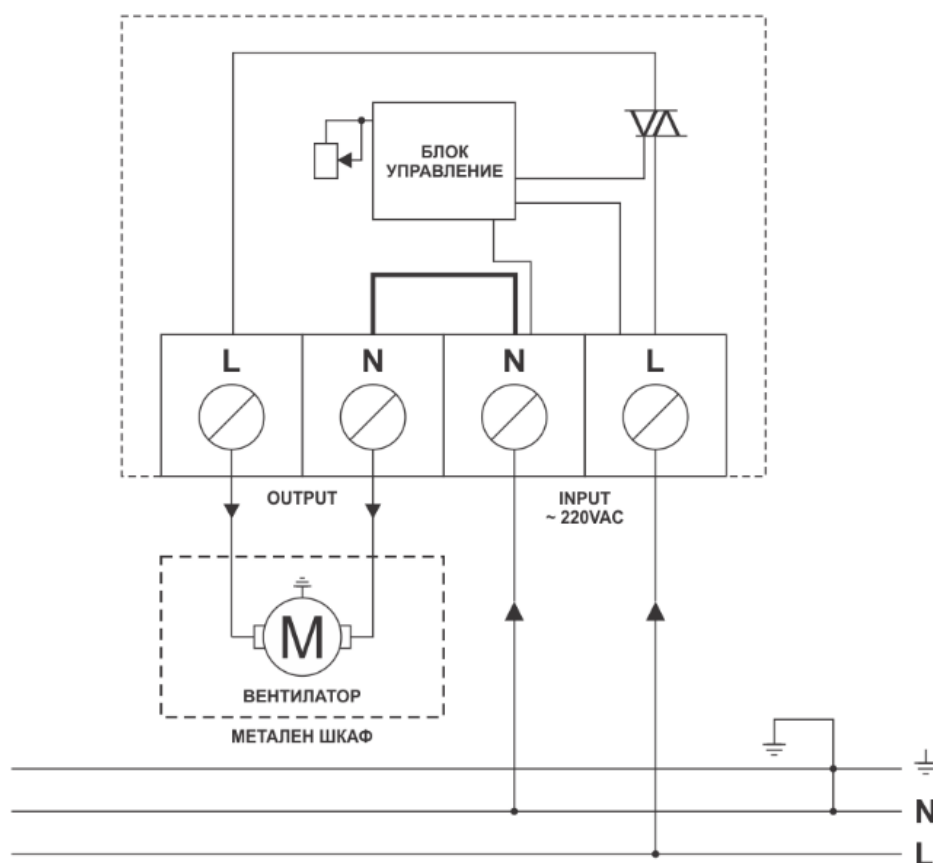 БЛОК
УПРАВЛЕНИЕ
L
N
N
L
OUTPUT
INPUT
~ 220VAC
M
ВЕНТИЛАТОР
МЕТАЛЕН ШКАФ
N
L